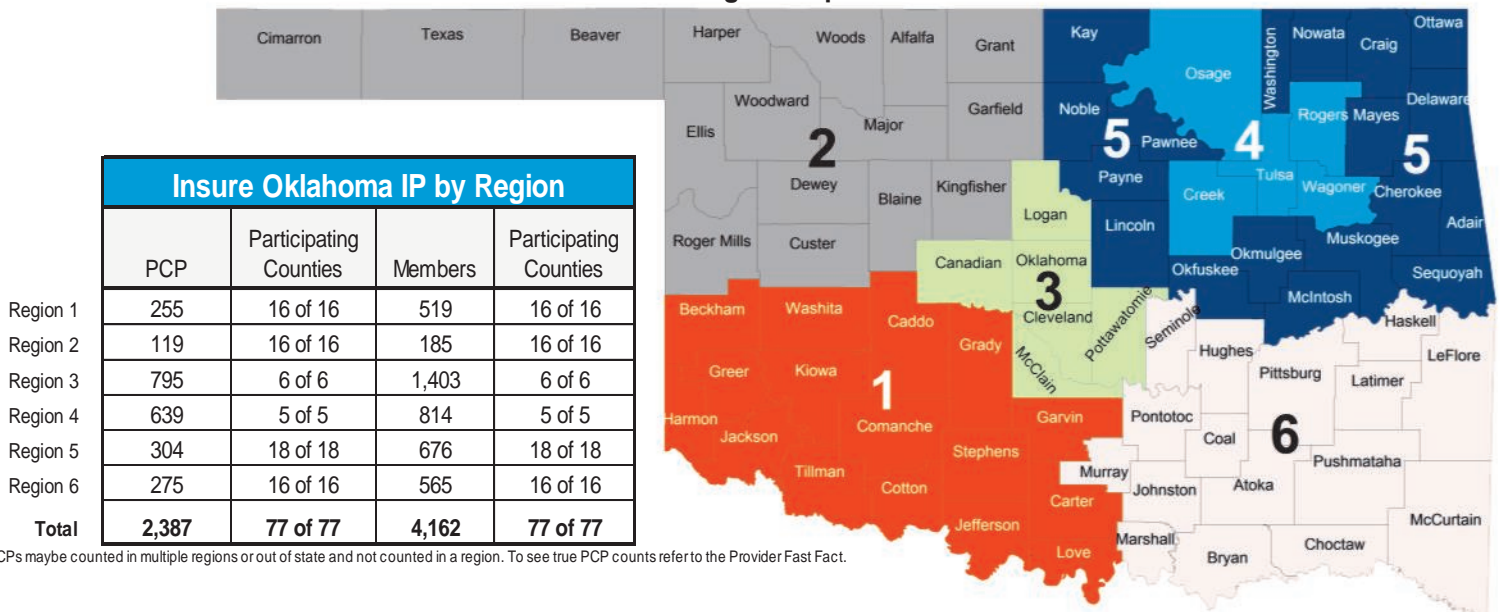 Insure Oklahoma IP by Region
PCP Participating Counties Members Participating Counties
Region 1 255 16 of 16 519 16 of 16
Region 2 119 16 of 16 185 16 of 16
Region 3 795 6 of 6 1,403 6 of 6
Region 4 639 5 of 5 814 5 of 5
Region 5 304 18 of 18 676 18 of 18
Region 6 275 16 of 16 565 16 of 16
Total 2,387 77 of 77 4,162 77 of 77
CPs maybe counted in multiple regions or out of state and not counted in a region. To see true PCP counts refer to the Provider Fast Fact.
Cimarron Texas Beaver Harper Woods Alfalfa Grant Kay Washington Nowata Craig Ottawa
Osage
Woodward Garfield Noble Rogers Mayes Delaware
Ellis 2 Major 5 Pawnee 4 5
Dewey Blaine Kingfisher Payne Creek Tulsa Wagoner Cherokee
Roger Mills Custer Logan Lincoln Muskogee Adair
Canadian Oklahoma Okfuskee Okmulgee Sequoyah
Beckham Washita Caddo 3 Cleveland Pottawatomie Seminole McIntosh Haskell
Grady McClain Hughes LeFlore
Greer Kiowa 1 Pittsburg Latimer
Harmon Jackson Comanche Garvin Pontotoc Coal 6
Stephens Pushmataha
Tillman Cotton Murray Johnston Atoka
Carter McCurtain
Jefferson Marshall Choctaw
Love Bryan